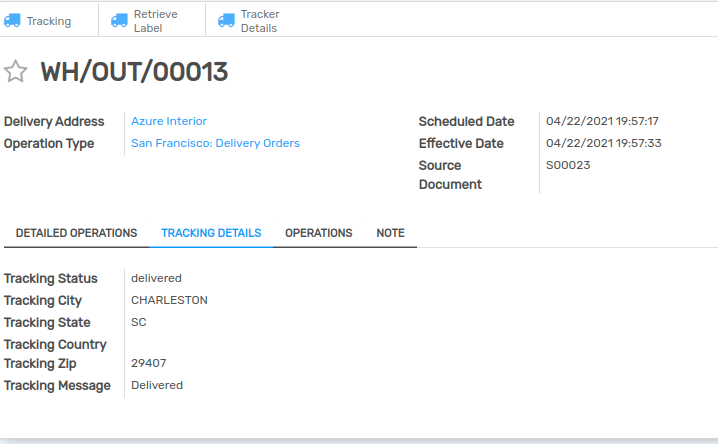 Tracking
Retrieve
Label
Tracker
Details
WH/OUT/00013
Delivery Address Azure Interior
Operation Type San Francisco: Delivery Orders
Scheduled Date 04/22/2021 19:57:17
Effective Date 04/22/2021 19:57:33
Source S00023
Document
DETAILED OPERATIONS TRACKING DETAILS OPERATIONS NOTE
Tracking Status delivered
Tracking City CHARLESTON
Tracking State SC
Tracking Country
Tracking Zip 29407
Tracking Message Delivered